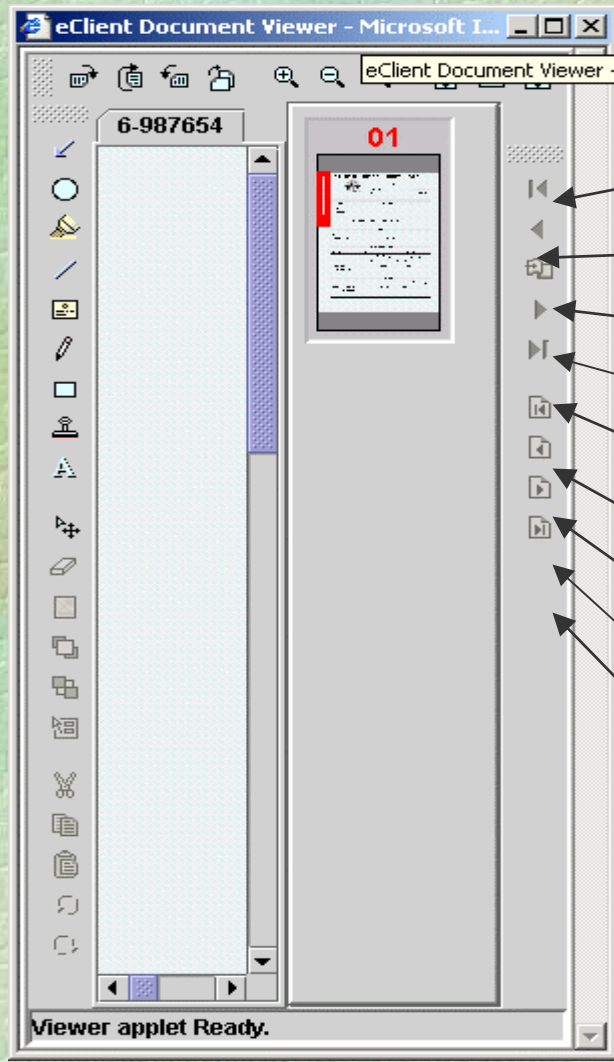 eClient Document Viewer - Microsoft I...
eClient Document Viewer -
6-987654
01
A
Viewer applet Ready.